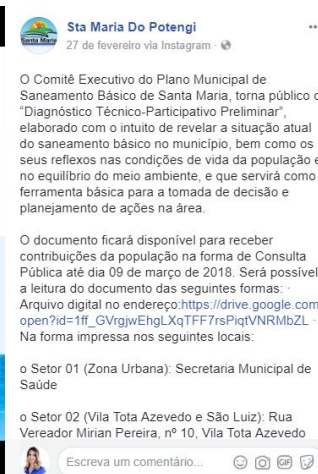 Sta Maria Do Potengi
27 de fevereiro via Instagram ·
O Comitê Executivo do Plano Municipal de
Saneamento Básico de Santa Maria, torna público o
"Diagnóstico Técnico-Participativo Preliminar",
elaborado com o intuito de revelar a situação atual
do saneamento básico no município, bem como os
seus reflexos nas condições de vida da população e
no equilíbrio do meio ambiente, e que servirá como
ferramenta básica para a tomada de decisão e
planejamento de ações na área.
O documento ficará disponível para receber
contribuições da população na forma de Consulta
Pública até dia 09 de março de 2018. Será possível
a leitura do documento das seguintes formas: ·
Arquivo digital no endereço:https://drive.google.com
open?id=1ff_GVrgjwEhgLXqTFF7rsPiqtVNRMbZL ·
Na forma impressa nos seguintes locais:
o Setor 01 (Zona Urbana): Secretaria Municipal de
Saúde
o Setor 02 (Vila Tota Azevedo e São Luiz): Rua
Vereador Mirian Pereira, nº 10, Vila Tota Azevedo
Escreva um comentário...
GIF